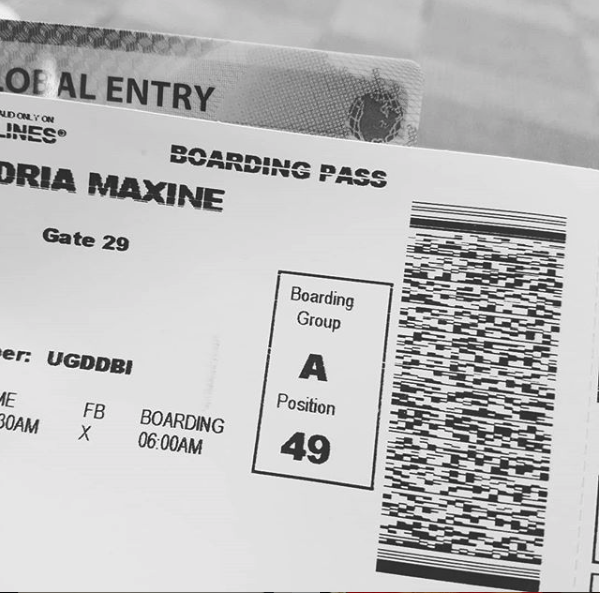 LOBAL ENTRY
ALID ONLY ON
LINES®
BOARDING PASS
DRIA MAXINE
Gate 29
Boarding
Group
A
Position
49
er: UGDDBI
ME FB BOARDING
30AM X 06:00AM